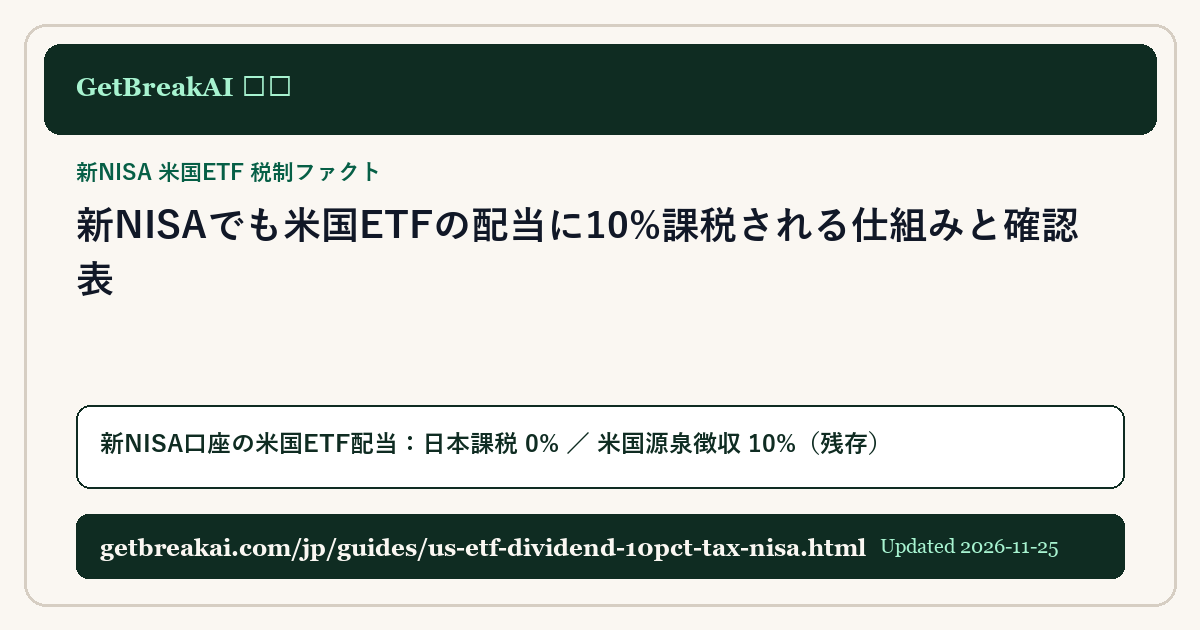 GetBreakAI □□
新NISA 米国ETF 税制ファクト
新NISAでも米国ETFの配当に10%課税される仕組みと確認
表
新NISA口座の米国ETF配当：日本課税 0% ／ 米国源泉徴収 10%（残存）
getbreakai.com/jp/guides/us-etf-dividend-10pct-tax-nisa.html Updated 2026-11-25